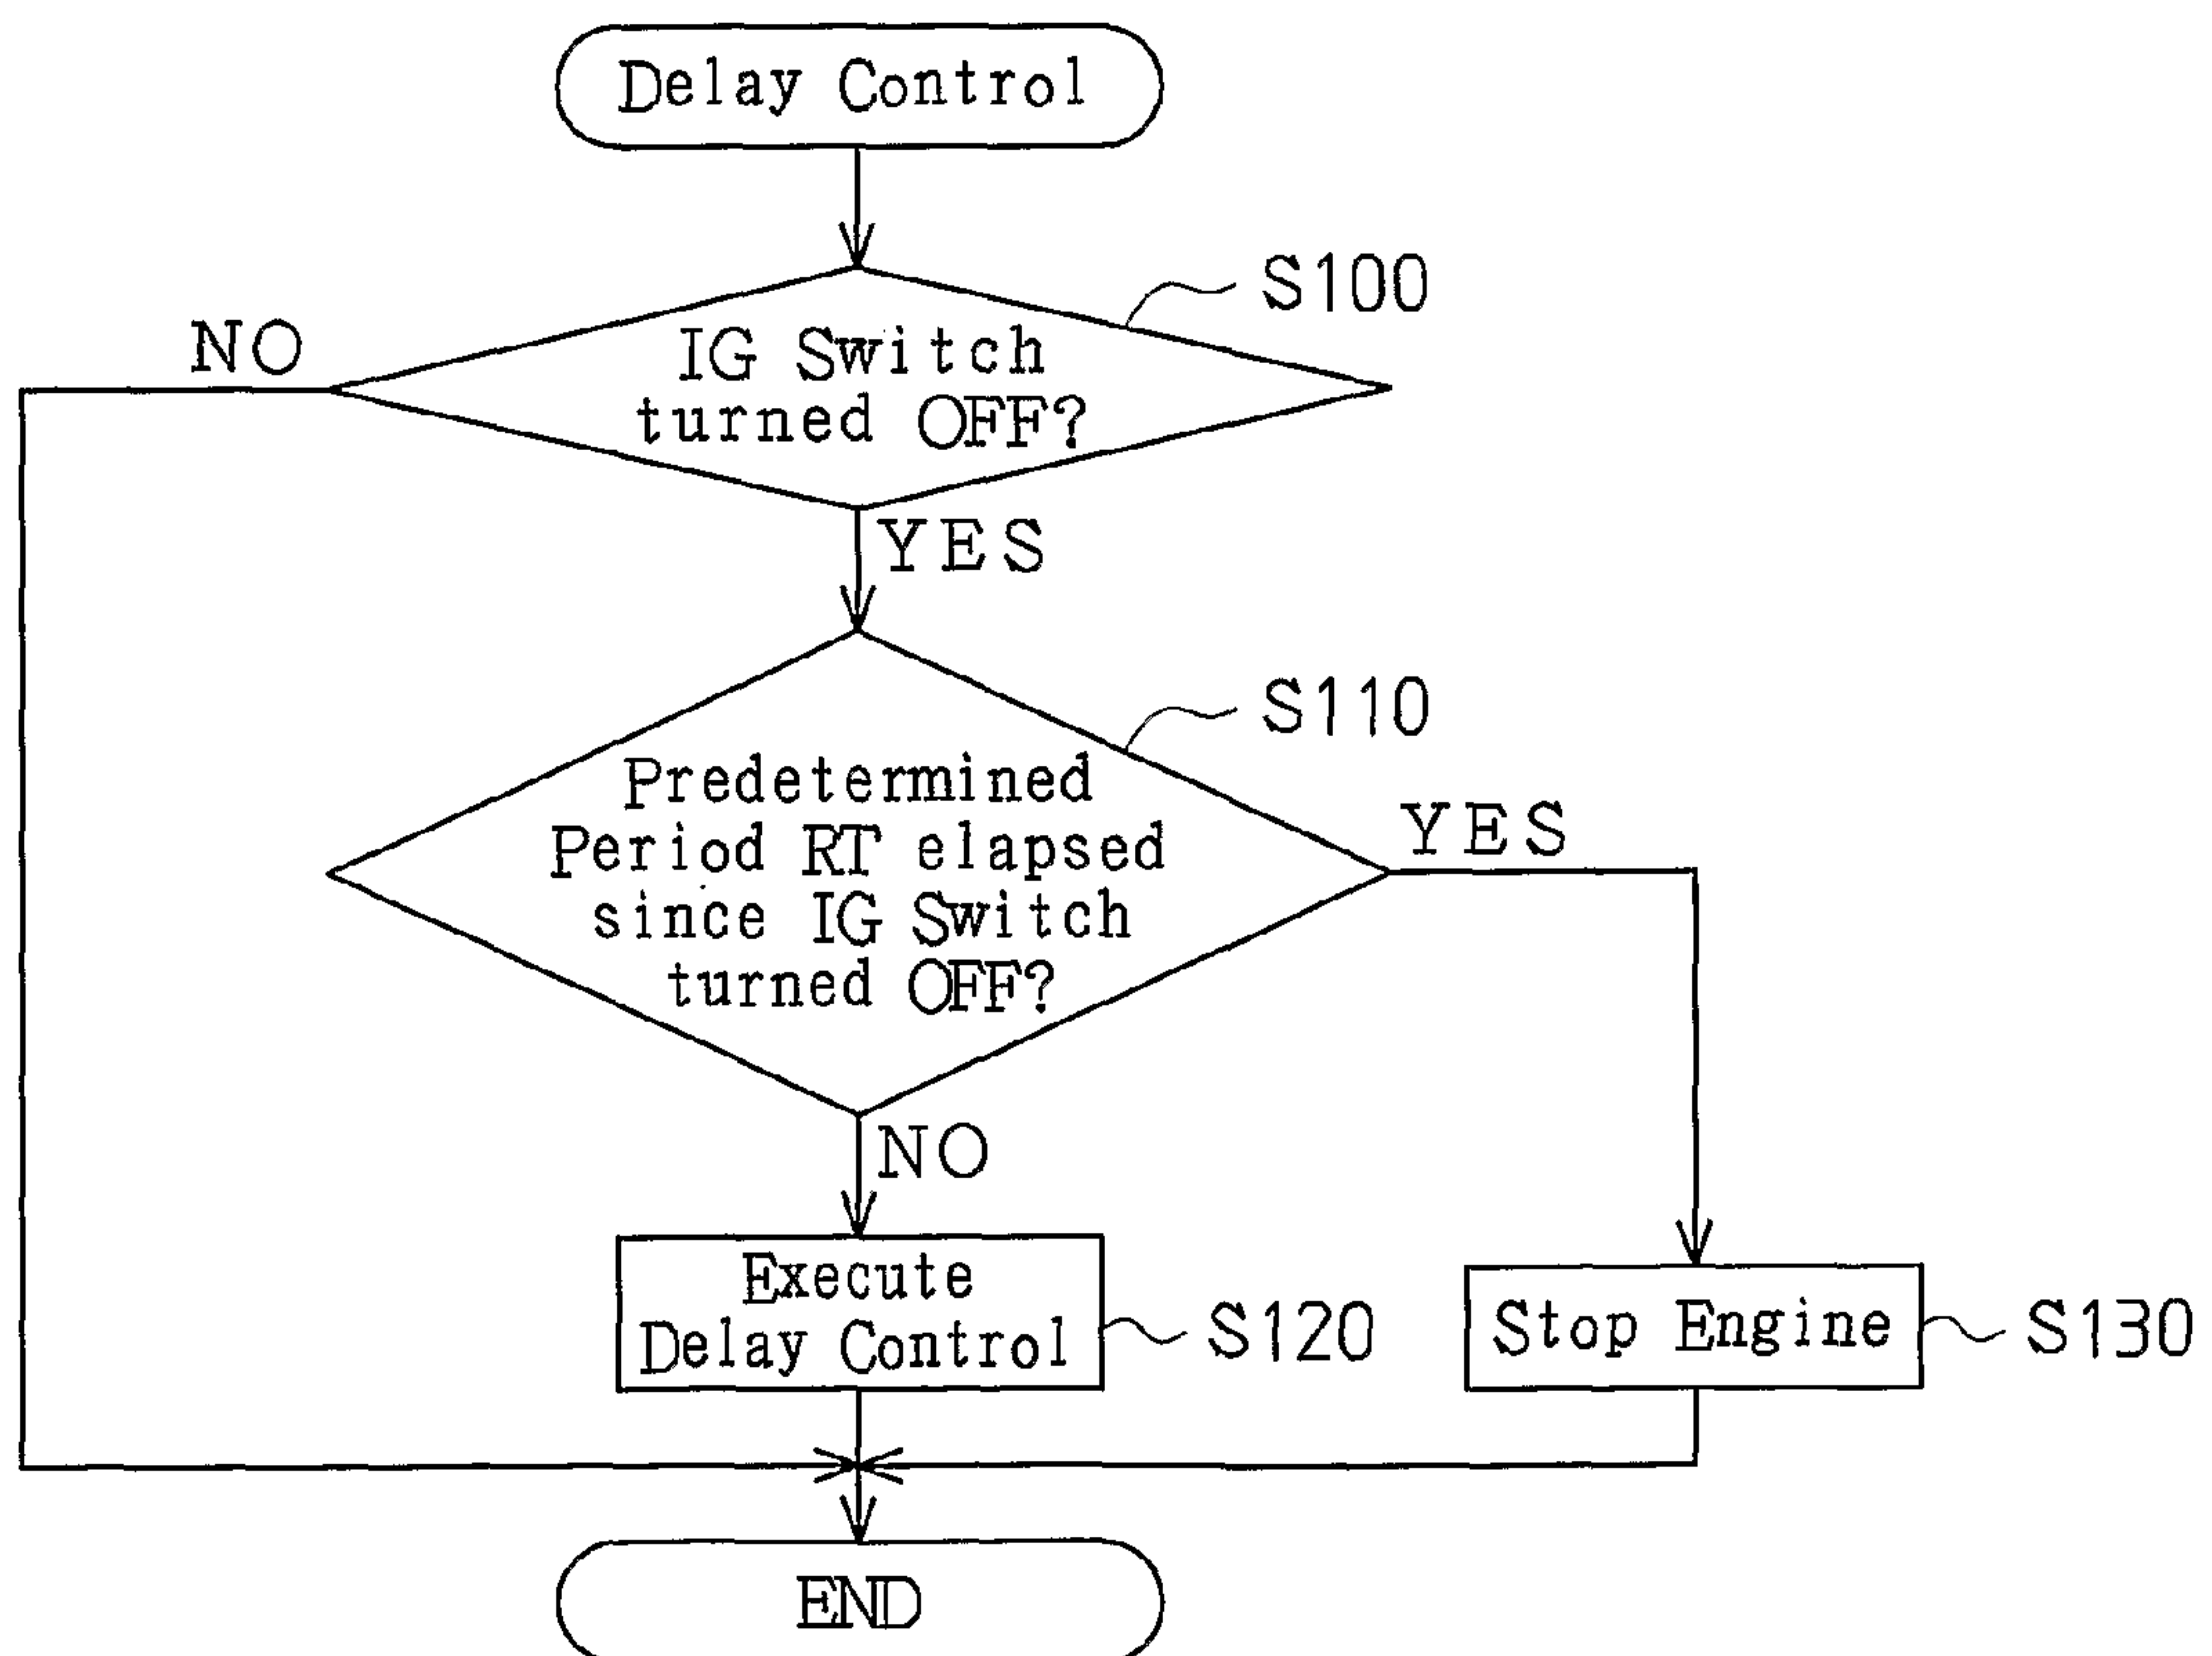 Delay Control
S100
NO
IG Switch
turned OFF?
YES
S110
Predetermined
Period RT elapsed
since IG Switch
turned OFF?
YES
NO
Execute
Delay Control
S120
Stop Engine
S130
END